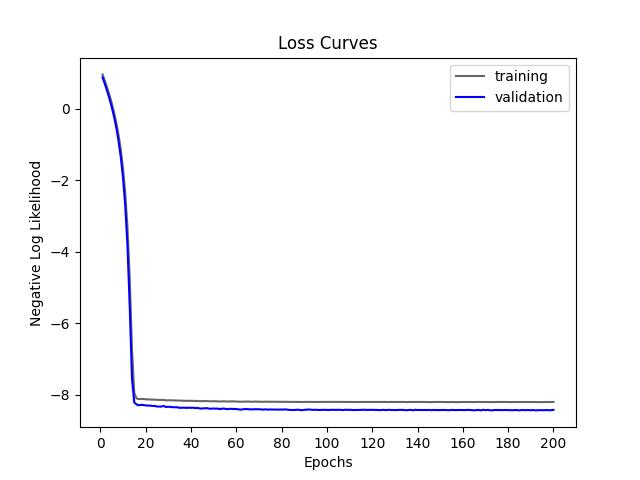 Loss Curves
training
validation
Negative Log Likelihood
0
−2
−4
−6
−8
0 20 40 60 80 100 120 140 160 180 200
Epochs